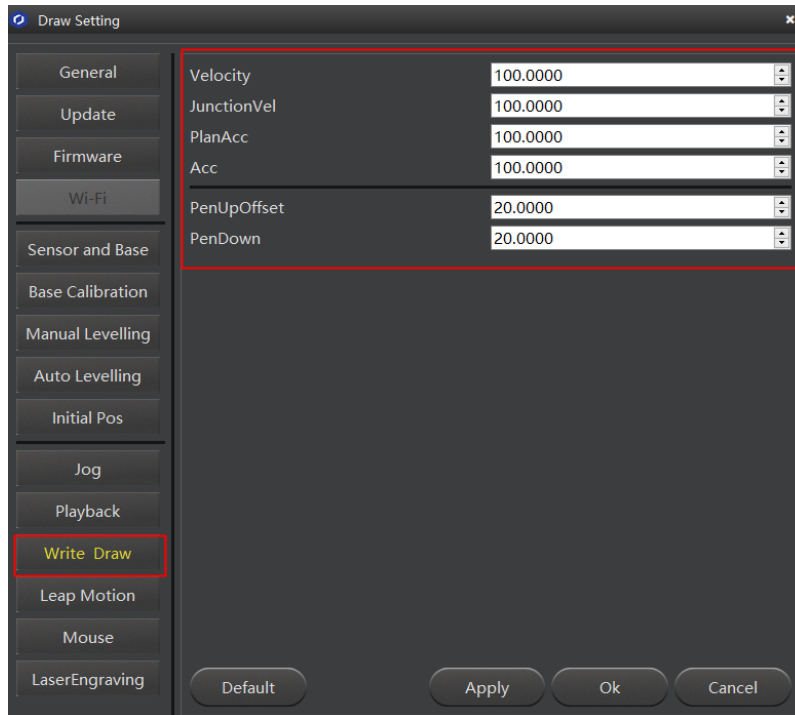 Draw Setting
General
Update
Firmware
Wi-Fi
Sensor and Base
Base Calibration
Manual Levelling
Auto Levelling
Initial Pos
Jog
Playback
Write Draw
Leap Motion
Mouse
LaserEngraving
Velocity 100.0000
JunctionVel 100.0000
PlanAcc 100.0000
Acc 100.0000
PenUpOffset 20.0000
PenDown 20.0000
Default Apply Ok Cancel